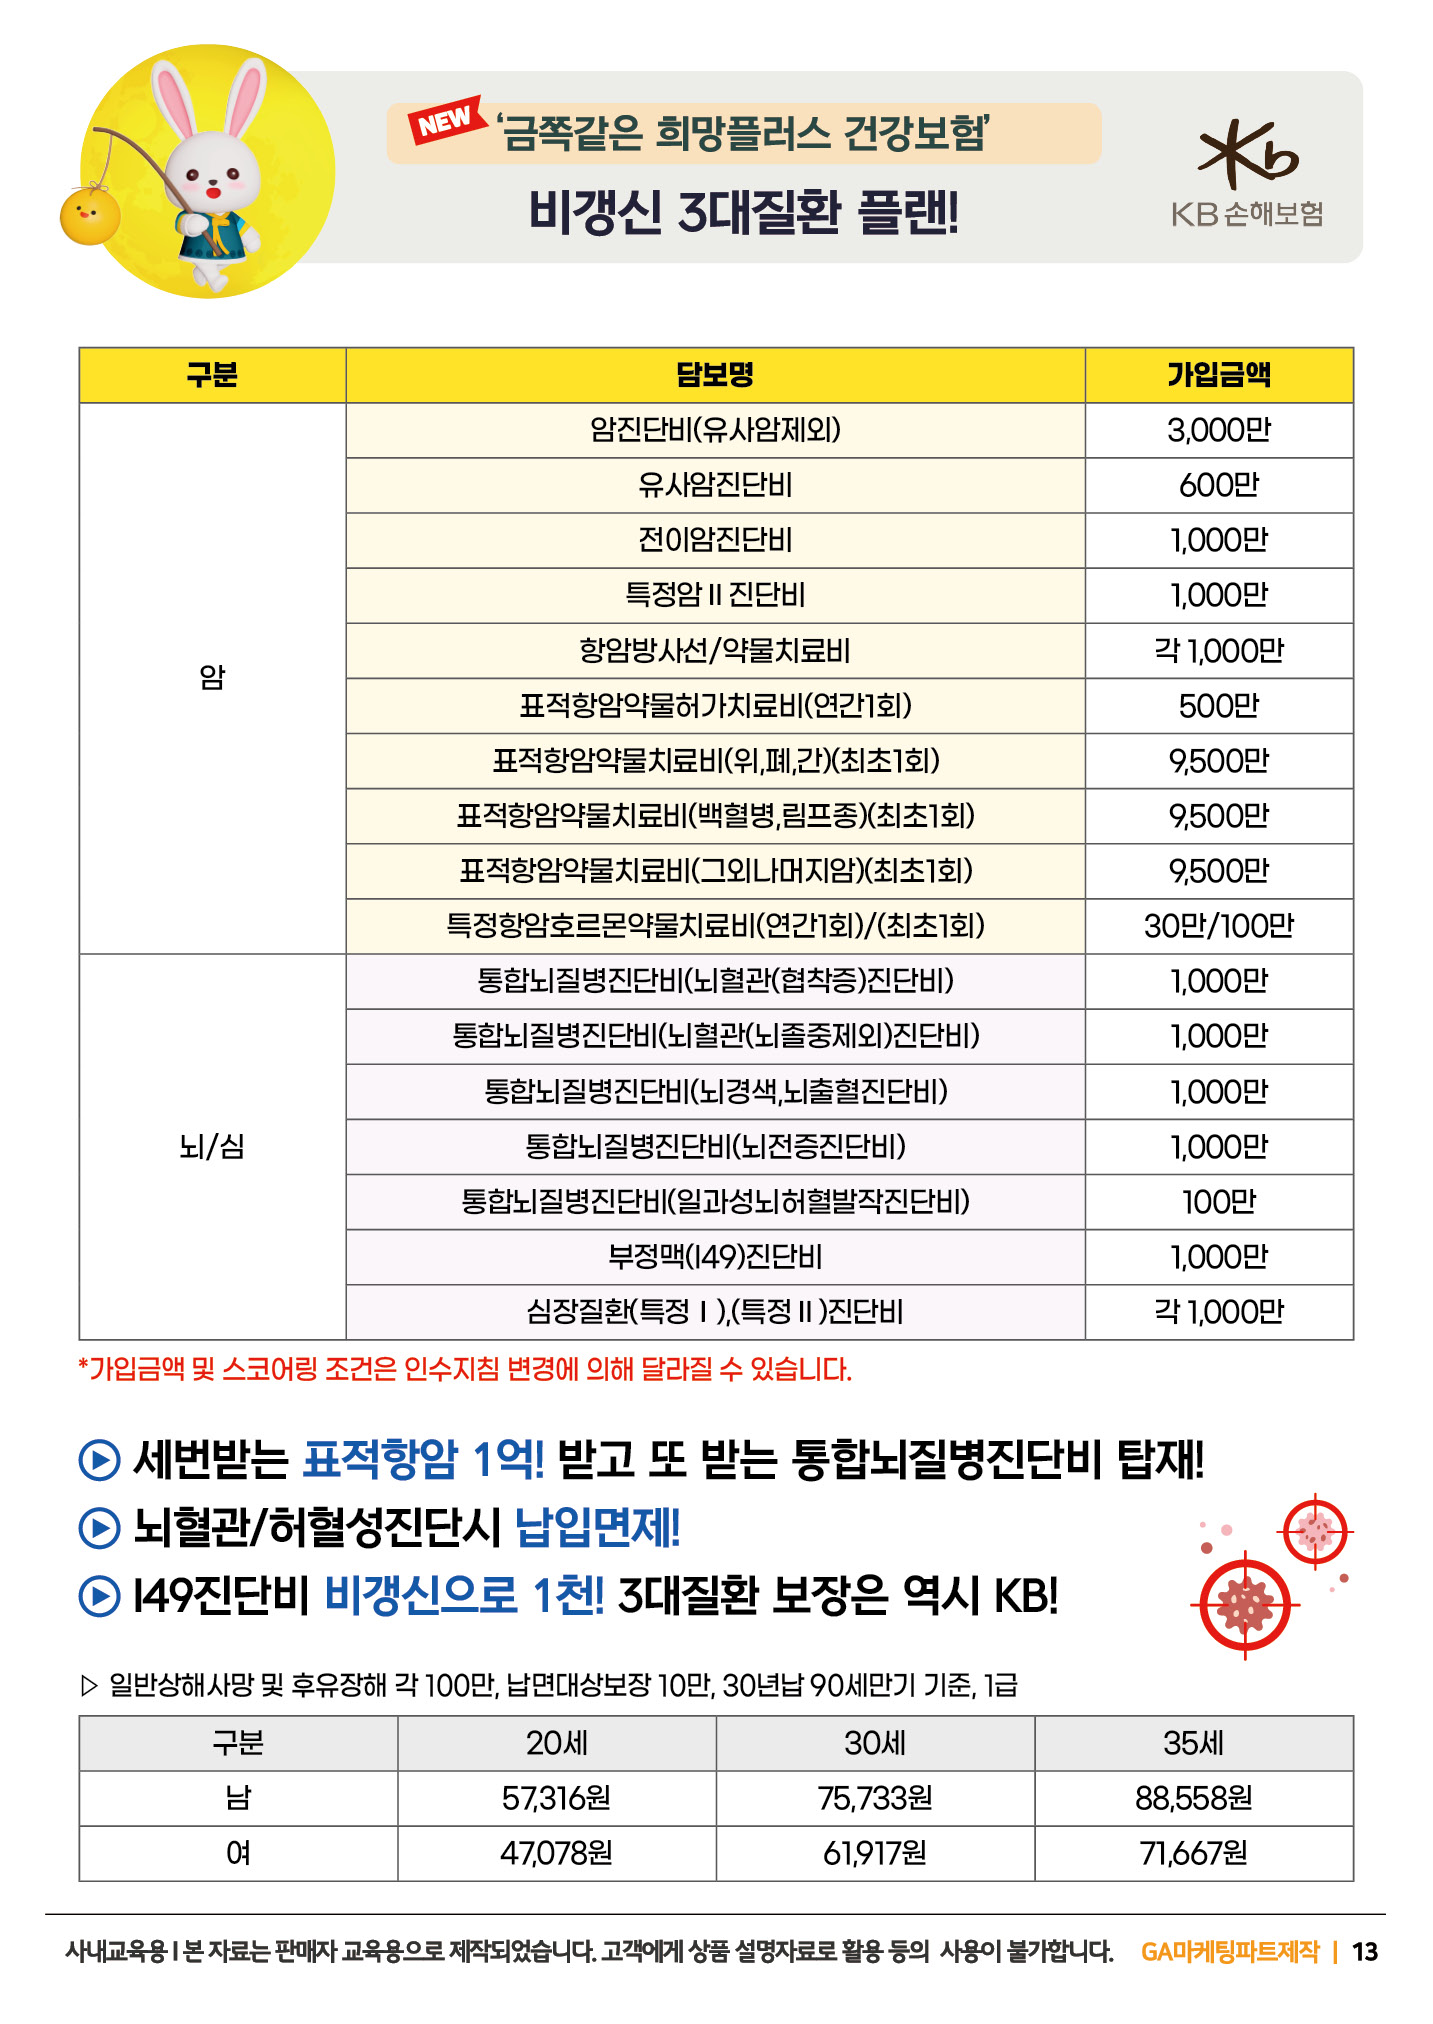 NEW '금쪽같은 희망플러스 건강보험'
비갱신 3대질환 플랜!
KB 손해보험
구분 담보명 가입금액
암진단비(유사암제외) 3,000만
유사암진단비 600만
전이암진단비 1,000만
특정암 II 진단비 1,000만
항암방사선/약물치료비 각 1,000만
암
표적항암약물허가치료비(연간1회) 500만
표적항암약물치료비(위,폐,간)(최초1회) 9,500만
표적항암약물치료비(백혈병,림프종)(최초1회) 9,500만
표적항암약물치료비(그외나머지암)(최초1회) 9,500만
특정항암호르몬약물치료비(연간1회)/(최초1회) 30만/100만
통합뇌질병진단비(뇌혈관(협착증)진단비) 1,000만
통합뇌질병진단비(뇌혈관(뇌졸중제외)진단비) 1,000만
통합뇌질병진단비(뇌경색,뇌출혈진단비) 1,000만
뇌/심 통합뇌질병진단비(뇌전증진단비) 1,000만
통합뇌질병진단비(일과성뇌허혈발작진단비) 100만
부정맥(I49)진단비 1,000만
심장질환(특정 I ),(특정 II )진단비 각 1,000만
*가입금액 및 스코어링 조건은 인수지침 변경에 의해 달라질 수 있습니다.
세번받는 표적항암 1억! 받고 또 받는 통합뇌질병진단비 탑재!
뇌혈관/허혈성진단시 납입면제!
I49진단비 비갱신으로 1천! 3대질환 보장은 역시 KB!
▷ 일반상해사망 및 후유장해 각 100만, 납면대상보장 10만, 30년납 90세만기 기준, 1급
구분 20세 30세 35세
남 57,316원 75,733원 88,558원
여 47,078원 61,917원 71,667원
사내교육용 I 본 자료는 판매자 교육용으로 제작되었습니다. 고객에게 상품 설명자료로 활용 등의 사용이 불가합니다. GA마케팅파트제작 | 13